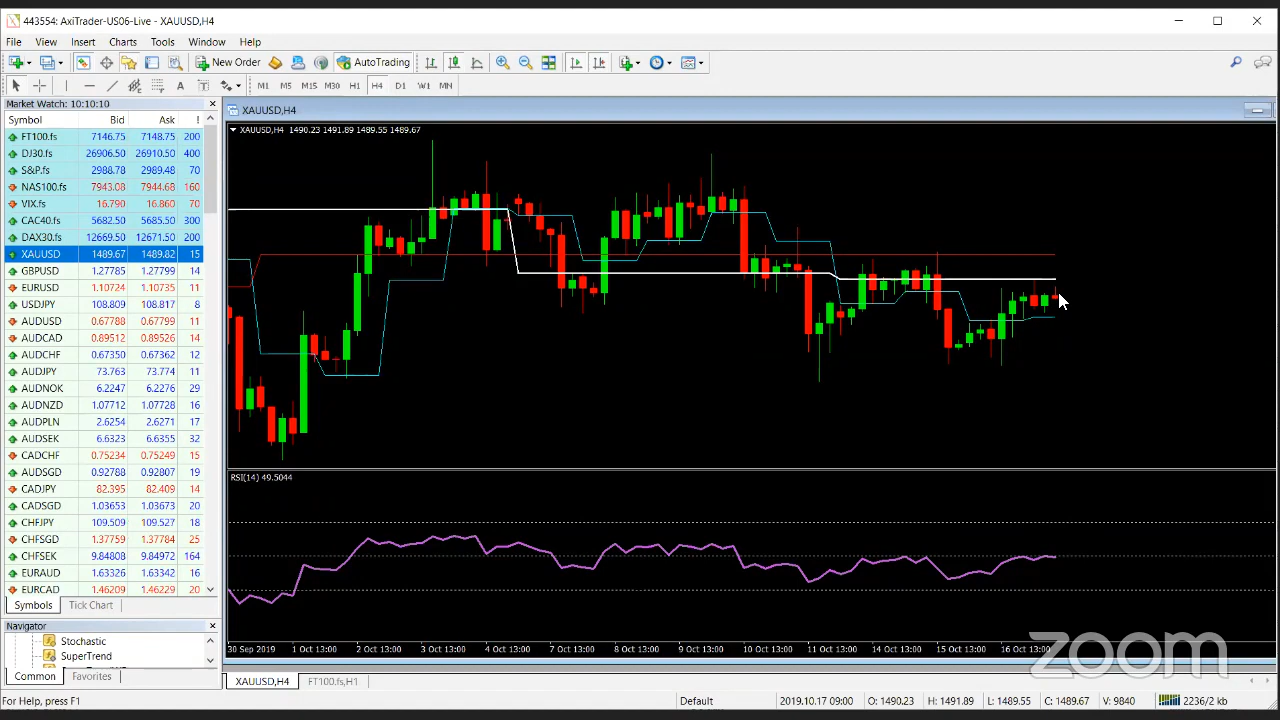 443554: AxiTrader-US06-Live - XAUUSD,H4
File View Insert Charts Tools Window Help
New Order AutoTrading
A T M1 M5 M15 M30 H1 H4 D1 W1 MN
Market Watch: 10:10:10
Symbol Bid Ask !
FT100.fs 7146.75 7148.75 200
DJ30.fs 26906.50 26910.50 400
S&P.fs 2988.78 2989.48 70
NAS100.fs 7943.08 7944.68 160
VIX.fs 16.790 16.860 70
CAC40.fs 5682.50 5685.50 300
DAX30.fs 12669.50 12671.50 200
XAUUSD 1489.67 1489.82 15
GBPUSD 1.27785 1.27799 14
EURUSD 1.10724 1.10735 11
USDJPY 108.809 108.817 8
AUDUSD 0.67788 0.67799 11
AUDCAD 0.89512 0.89526 14
AUDCHF 0.67350 0.67362 12
AUDJPY 73.763 73.774 11
AUDNOK 6.2247 6.2276 29
AUDNZD 1.07712 1.07728 16
AUDPLN 2.6254 2.6271 17
AUDSEK 6.6323 6.6355 32
CADCHF 0.75234 0.75249 15
AUDSGD 0.92788 0.92807 19
CADJPY 82.395 82.409 14
CADSGD 1.03653 1.03673 20
CHFJPY 109.509 109.527 18
CHFSGD 1.37759 1.37784 25
CHFSEK 9.84808 9.84972 164
EURAUD 1.63326 1.63342 16
EURCAD 1.46209 1.46229 20
Symbols Tick Chart
Navigator
Stochastic
SuperTrend
Common Favorites
XAUUSD,H4
XAUUSD,H4 1490.23 1491.89 1489.55 1489.67
RSI(14) 49.5044
30 Sep 2019 1 Oct 13:00 2 Oct 13:00 3 Oct 13:00 4 Oct 13:00 7 Oct 13:00 8 Oct 13:00 9 Oct 13:00 10 Oct 13:00 11 Oct 13:00 14 Oct 13:00 15 Oct 13:00 16 Oct 13:00
zoom
XAUUSD,H4 FT100.fs,H1
For Help, press F1 Default 2019.10.17 09:00 O: 1490.23 H: 1491.89 L: 1489.55 C: 1489.67 V: 9840 2236/2 kb